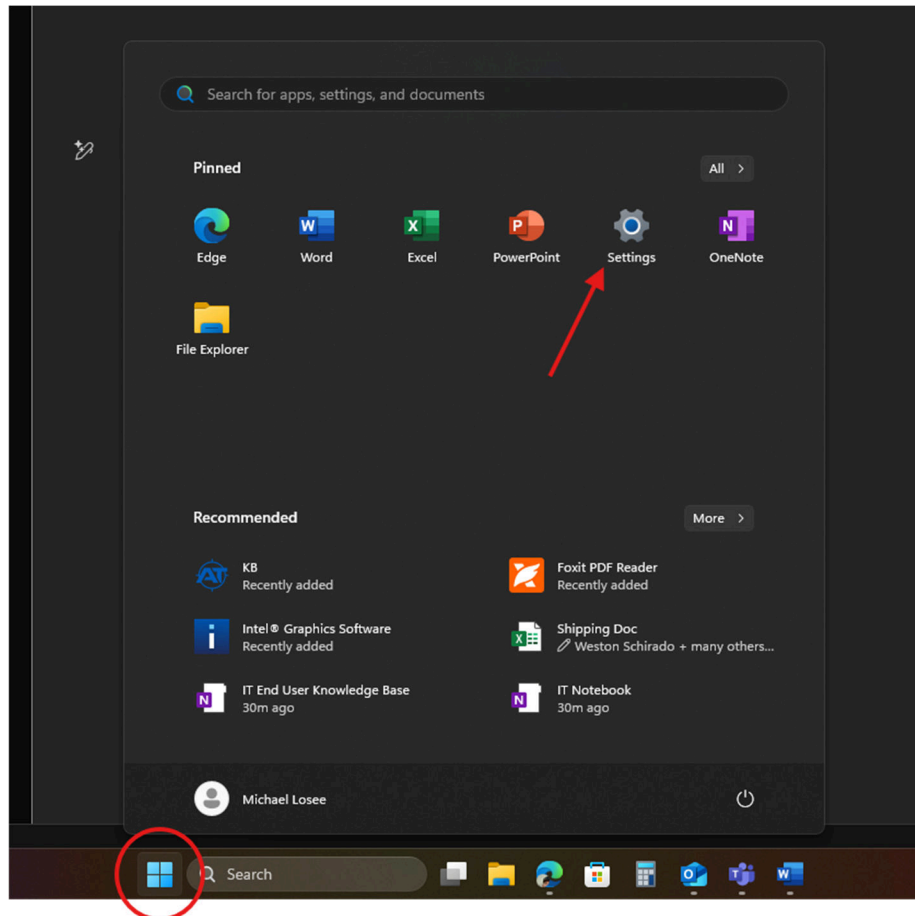 Search for apps, settings, and documents
Pinned
All >
Edge
Word
Excel
PowerPoint
Settings
OneNote
File Explorer
Recommended
More >
KB
Recently added
Foxit PDF Reader
Recently added
Intel® Graphics Software
Recently added
Shipping Doc
Weston Schirado + many others...
IT End User Knowledge Base
30m ago
IT Notebook
30m ago
Michael Losee
Search